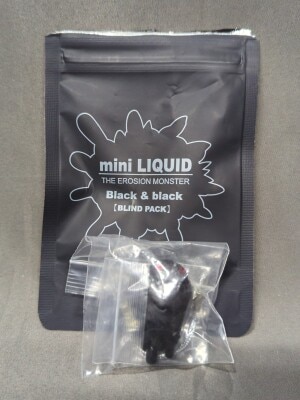 mini LIQUID
THE EROSION MONSTER
Black & black
【BLIND PACK】